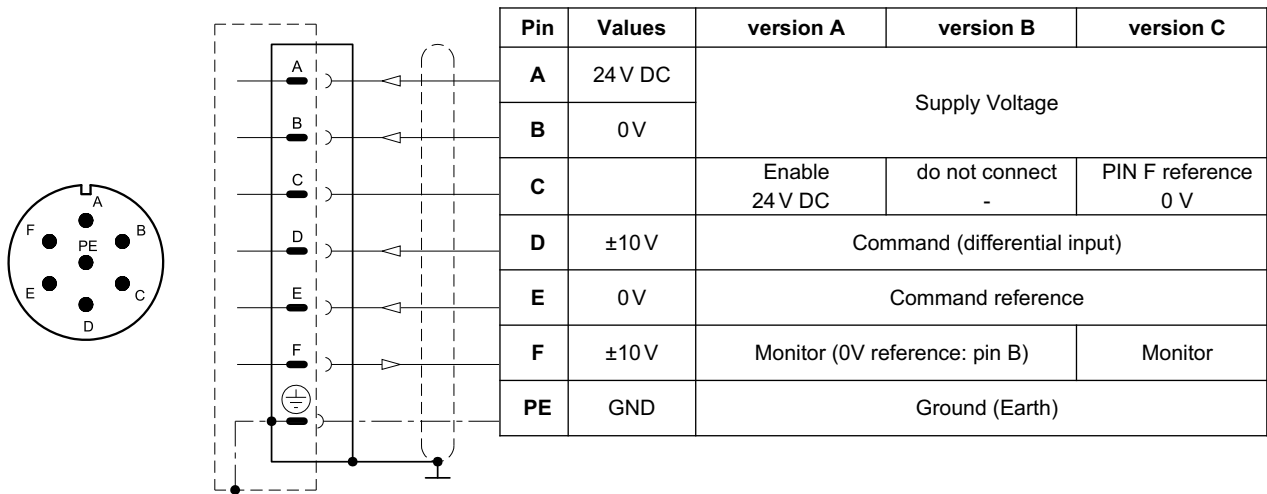 A
F
B
PE
E
C
D
A
B
C
D
E
F
Pin Values version A version B version C
A 24 V DC
Supply Voltage
B 0 V
C Enable do not connect PIN F reference
24 V DC - 0 V
D ±10 V Command (differential input)
E 0 V Command reference
F ±10 V Monitor (0V reference: pin B) Monitor
PE GND Ground (Earth)